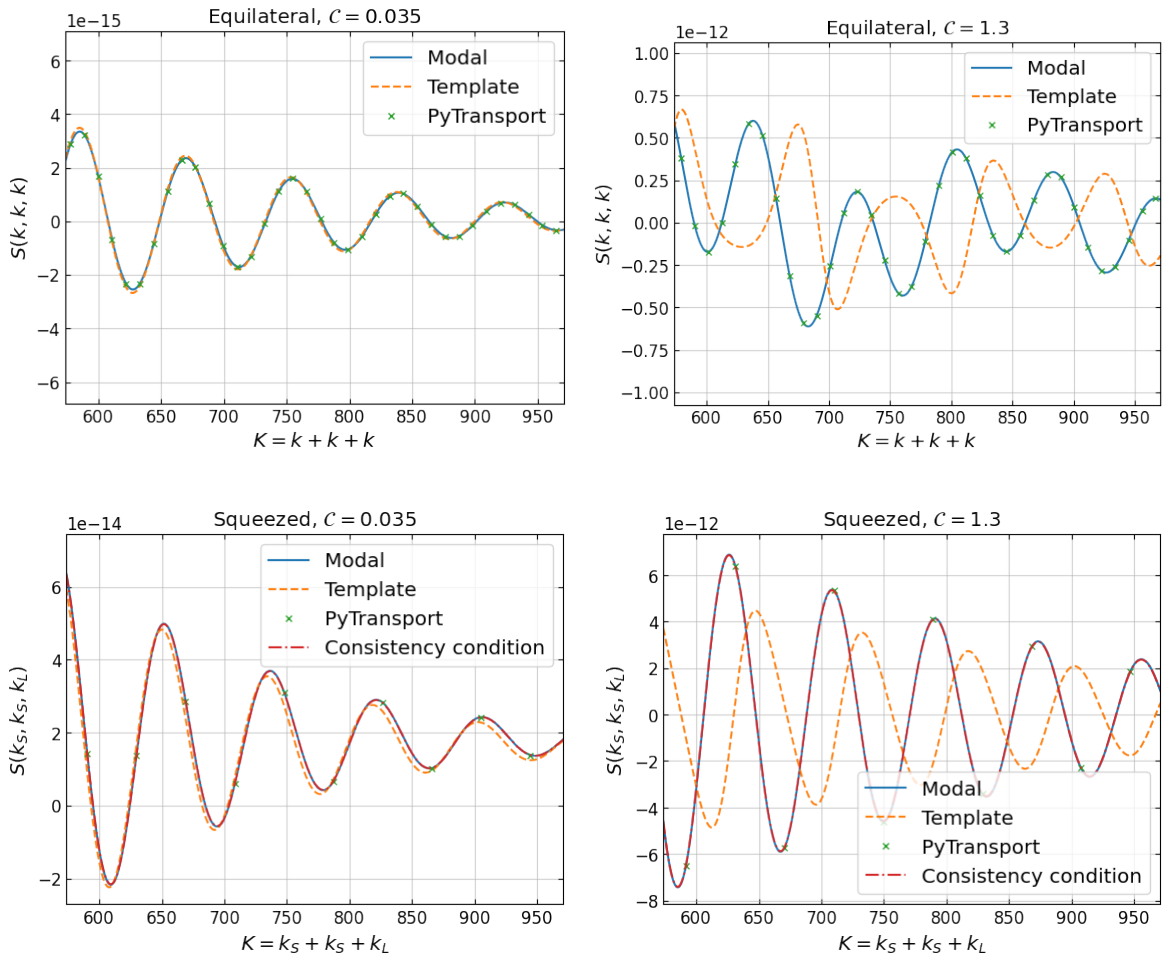 Equilateral, 𝒞 = 0.035
1e−15
Modal
Template
PyTransport
S(k, k, k)
6
4
2
0
−2
−4
−6
600 650 700 750 800 850 900 950
K = k + k + k
Equilateral, 𝒞 = 1.3
1e−12
Modal
Template
PyTransport
S(k, k, k)
1.00
0.75
0.50
0.25
0.00
−0.25
−0.50
−0.75
−1.00
600 650 700 750 800 850 900 950
K = k + k + k
Squeezed, 𝒞 = 0.035
1e−14
Modal
Template
PyTransport
Consistency condition
S(k_S, k_S, k_L)
6
4
2
0
−2
600 650 700 750 800 850 900 950
K = k_S + k_S + k_L
Squeezed, 𝒞 = 1.3
1e−12
S(k_S, k_S, k_L)
6
4
2
0
−2
−4
−6
−8
Modal
Template
PyTransport
Consistency condition
600 650 700 750 800 850 900 950
K = k_S + k_S + k_L